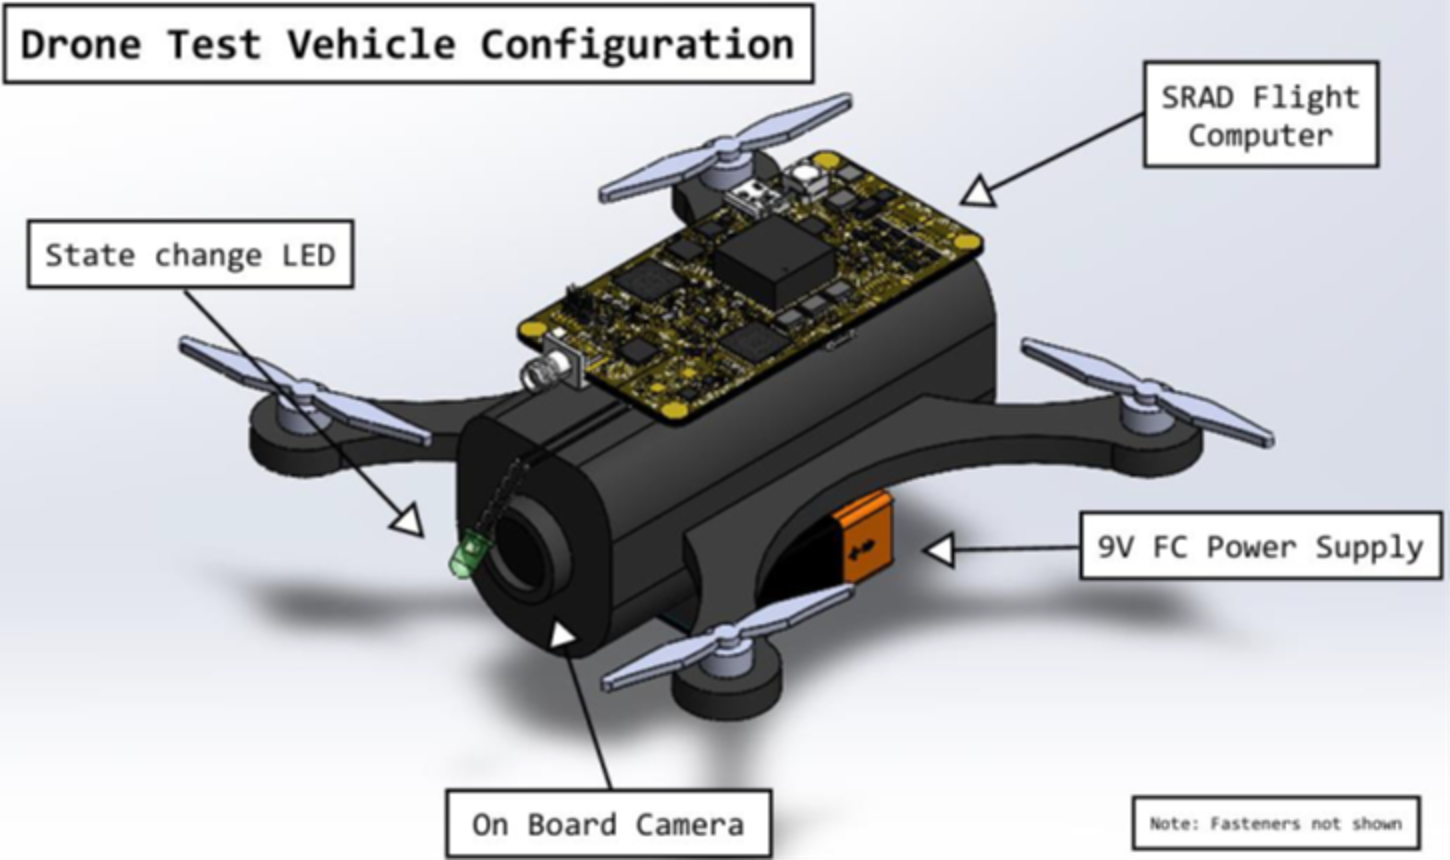 Drone Test Vehicle Configuration
SRAD Flight
Computer
State change LED
9V FC Power Supply
On Board Camera
Note: Fasteners not shown